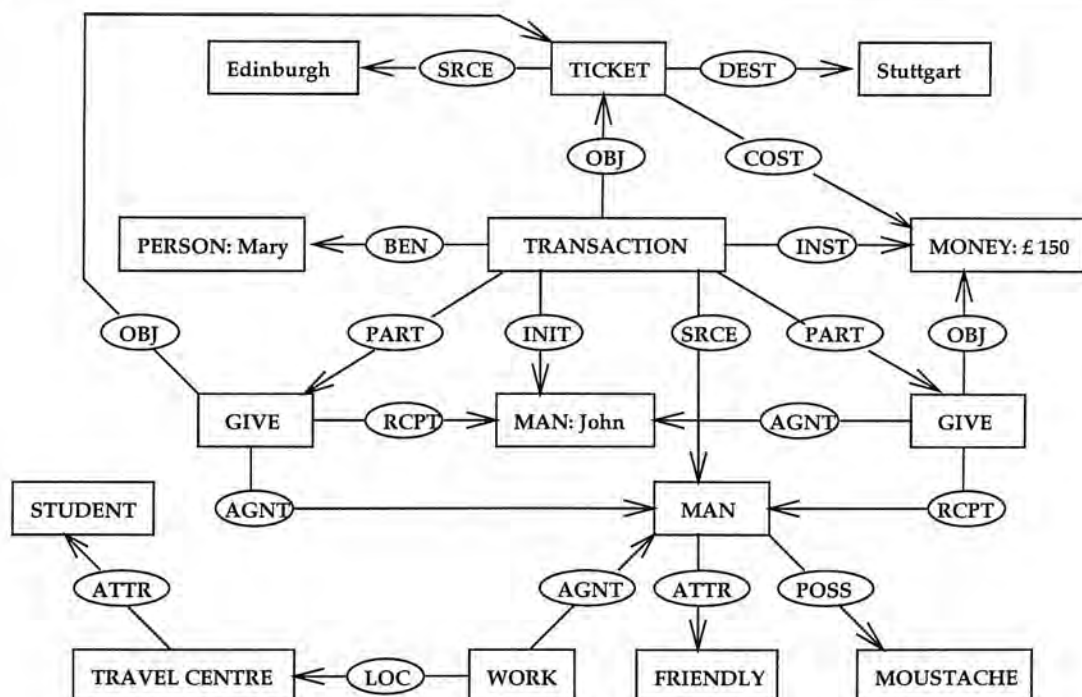 Edinburgh SRCE TICKET DEST Stuttgart
OBJ COST
PERSON: Mary BEN TRANSACTION INST MONEY: £ 150
OBJ PART INIT SRCE PART OBJ
GIVE RCPT MAN: John AGNT GIVE
STUDENT AGNT MAN RCPT
ATTR AGNT ATTR POSS
TRAVEL CENTRE LOC WORK FRIENDLY MOUSTACHE